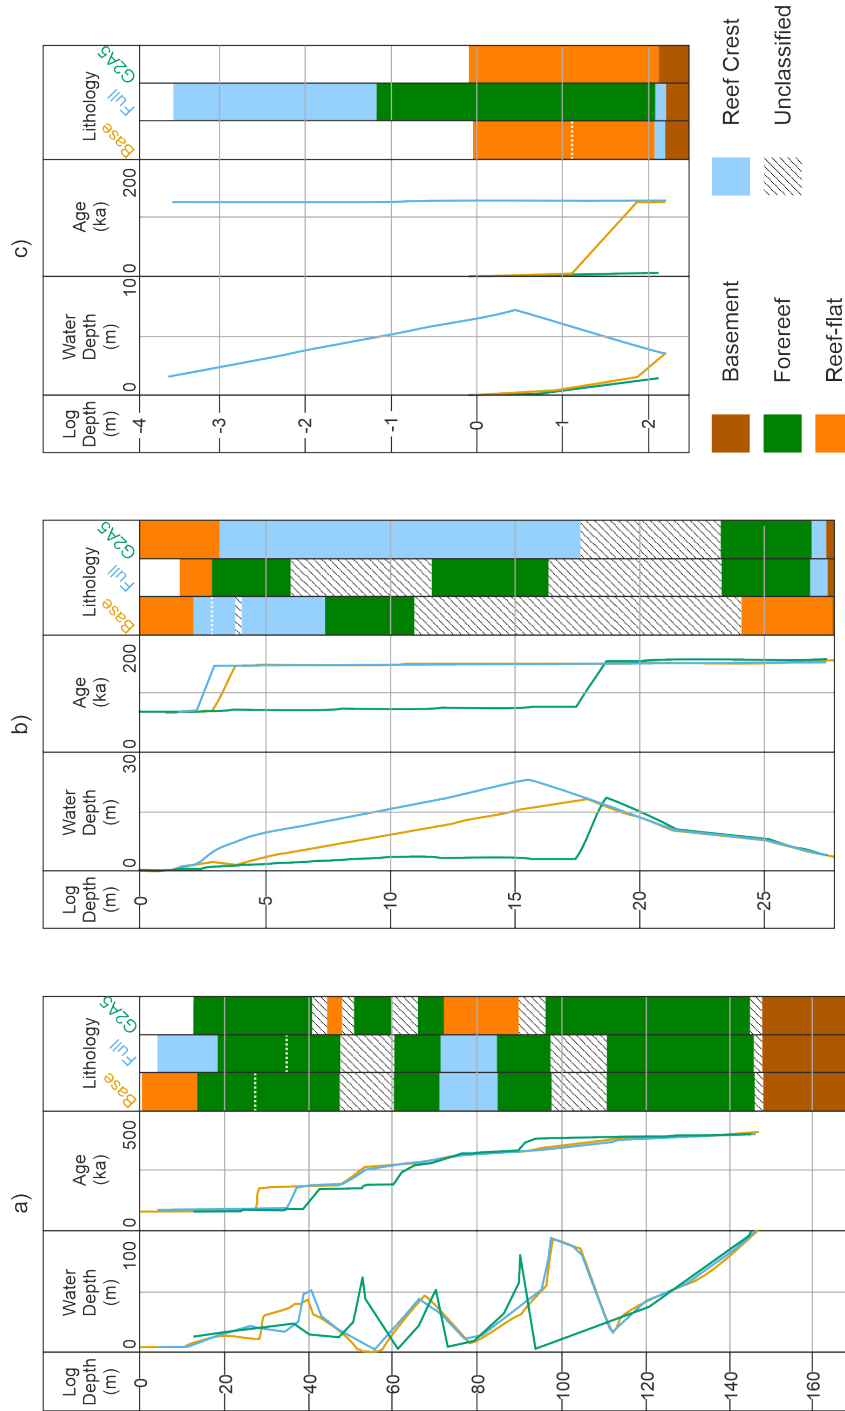 a)
Log
Depth
(m)
Water
Depth
(m)
Age
(ka)
Lithology
0
100
0
500
Base
Full
G2A5
0
20
40
60
80
100
120
140
160
b)
Log
Depth
(m)
Water
Depth
(m)
Age
(ka)
Lithology
0
30
0
200
Base
Full
G2A5
0
5
10
15
20
25
c)
Log
Depth
(m)
Water
Depth
(m)
Age
(ka)
Lithology
0
10
0
200
Base
Full
G2A5
-4
-3
-2
-1
0
1
2
Basement
Reef Crest
Forereef
Unclassified
Reef-flat